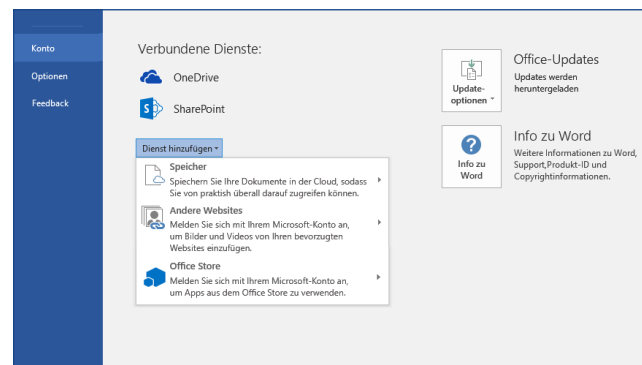 Konto
Optionen
Feedback
Verbundene Dienste:
OneDrive
SharePoint
Dienst hinzufügen
Speicher
Speichern Sie Ihre Dokumente in der Cloud, sodass
Sie von praktish überall darauf zugreifen können.
Andere Websites
Melden Sie sich mit Ihrem Microsoft-Konto an,
um Bilder und Videos von Ihren bevorzugten
Websites einzufügen.
Office Store
Melden Sie sich mit Ihrem Microsoft-Konto an,
um Apps aus dem Office Store zu verwenden.
Update-
optionen
Office-Updates
Updates werden
heruntergeladen
Info zu
Word
Info zu Word
Weitere Informationen zu Word,
Support,Produkt-ID und
Copyrightinformationen.